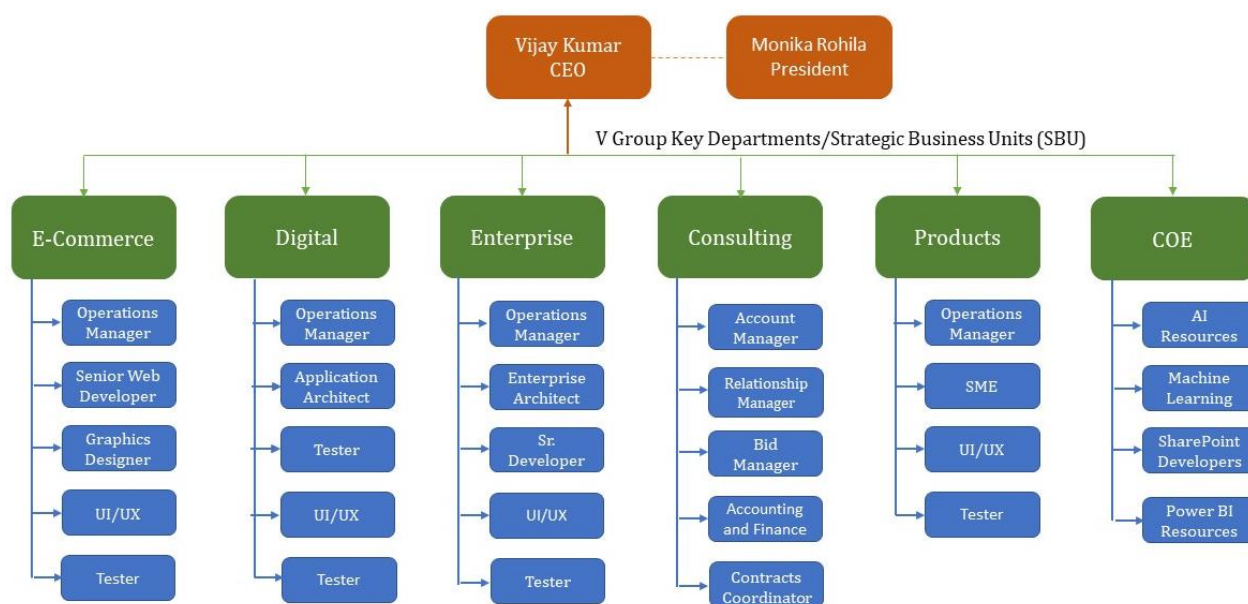 Vijay Kumar
CEO
Monika Rohila
President
V Group Key Departments/Strategic Business Units (SBU)
E-Commerce
Digital
Enterprise
Consulting
Products
COE
Operations
Manager
Senior Web
Developer
Graphics
Designer
UI/UX
Tester
Operations
Manager
Application
Architect
Tester
UI/UX
Tester
Operations
Manager
Enterprise
Architect
Sr.
Developer
UI/UX
Tester
Account
Manager
Relationship
Manager
Bid
Manager
Accounting
and Finance
Contracts
Coordinator
Operations
Manager
SME
UI/UX
Tester
AI
Resources
Machine
Learning
SharePoint
Developers
Power BI
Resources